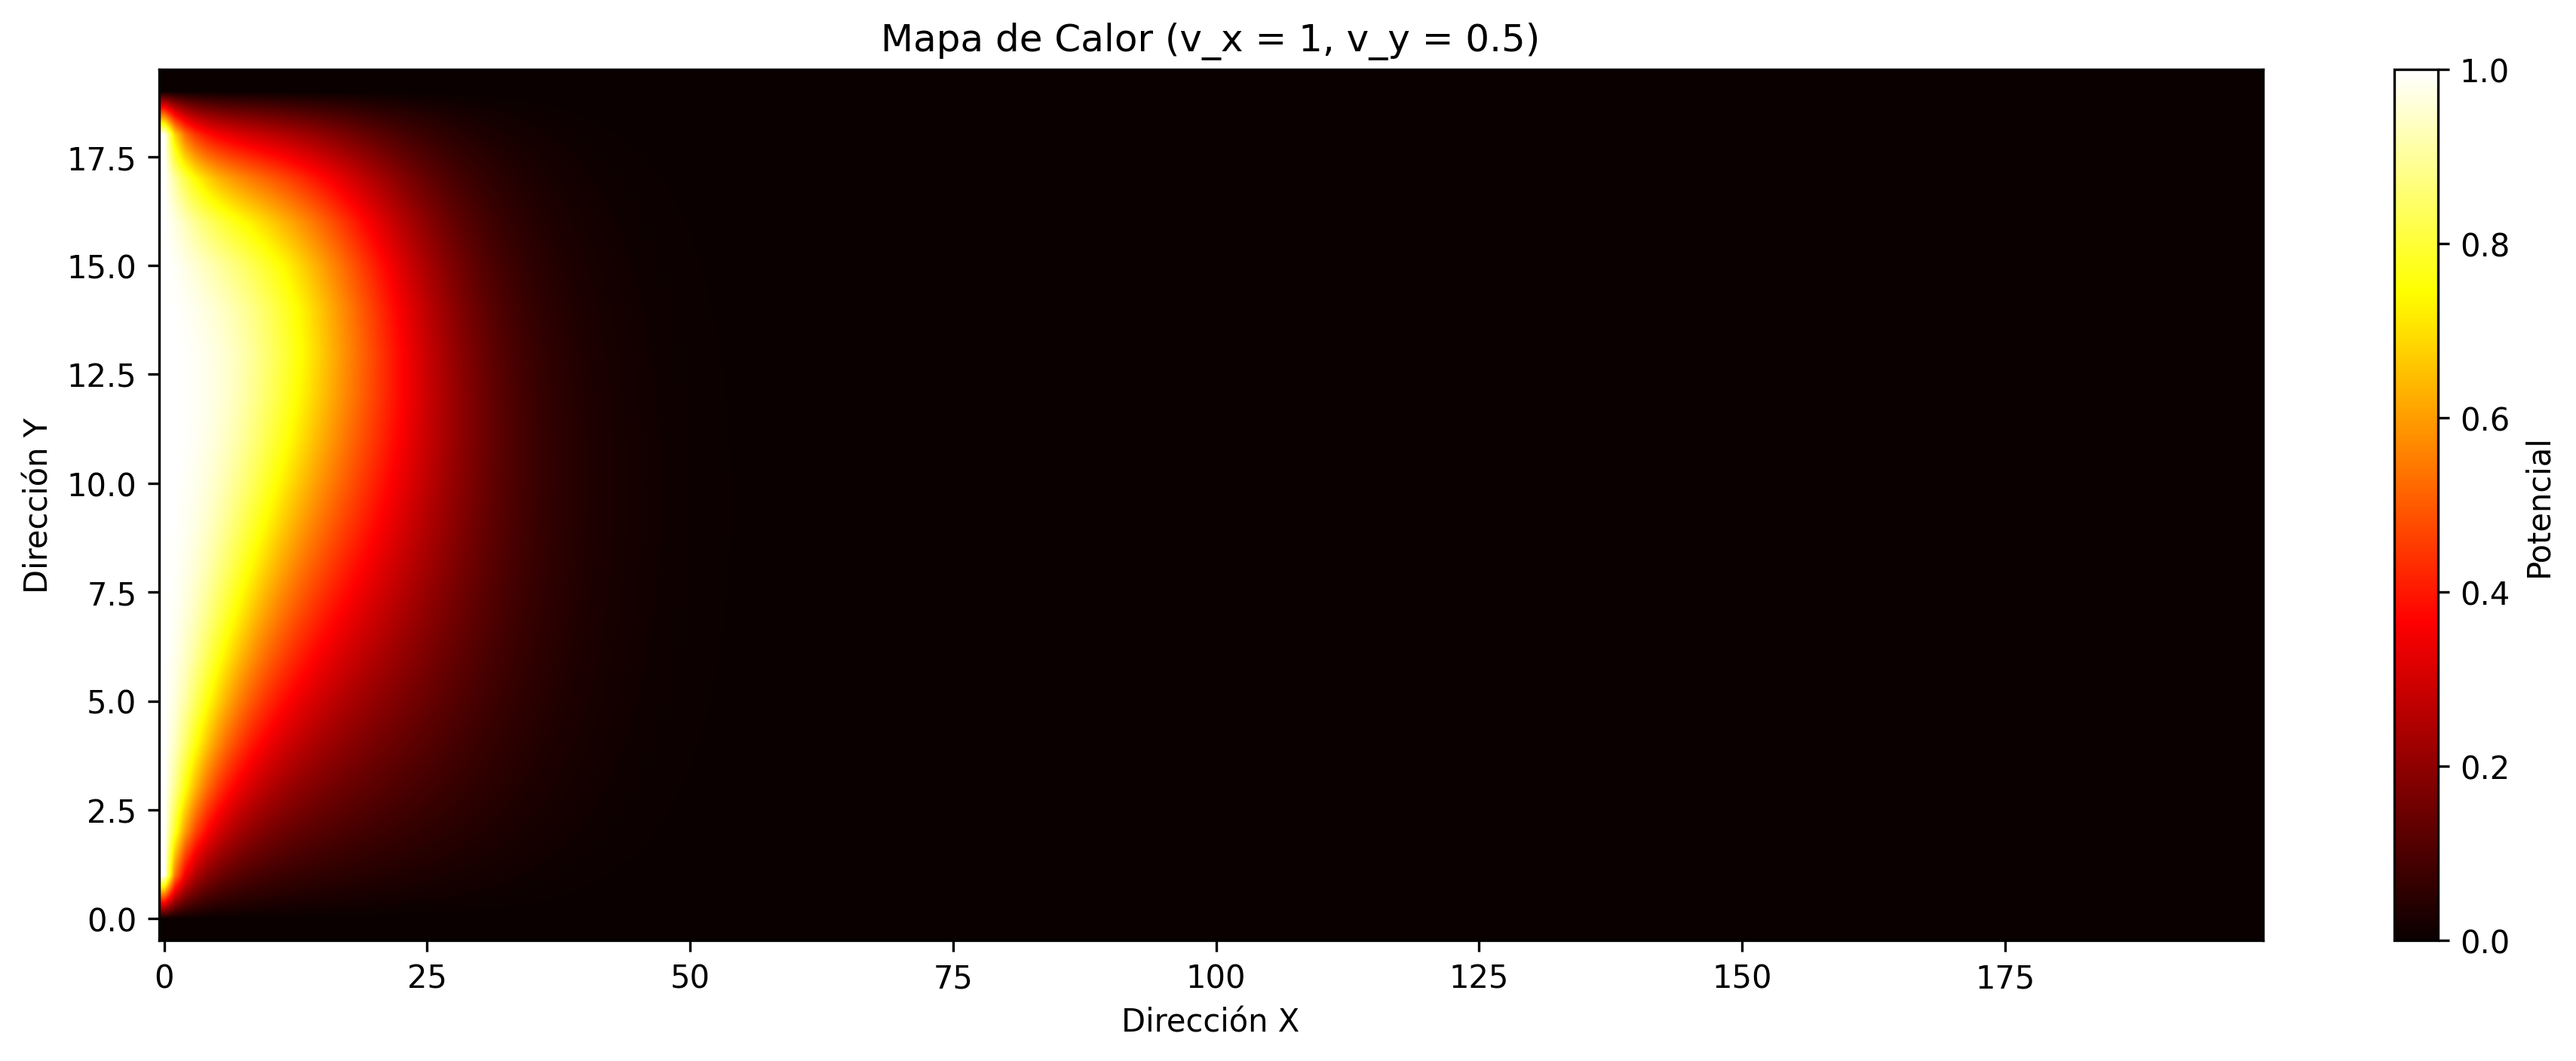 Mapa de Calor (v_x = 1, v_y = 0.5)
Dirección Y
17.5
15.0
12.5
10.0
7.5
5.0
2.5
0.0
0 25 50 75 100 125 150 175
Dirección X
1.0
0.8
0.6
0.4
0.2
0.0
Potencial